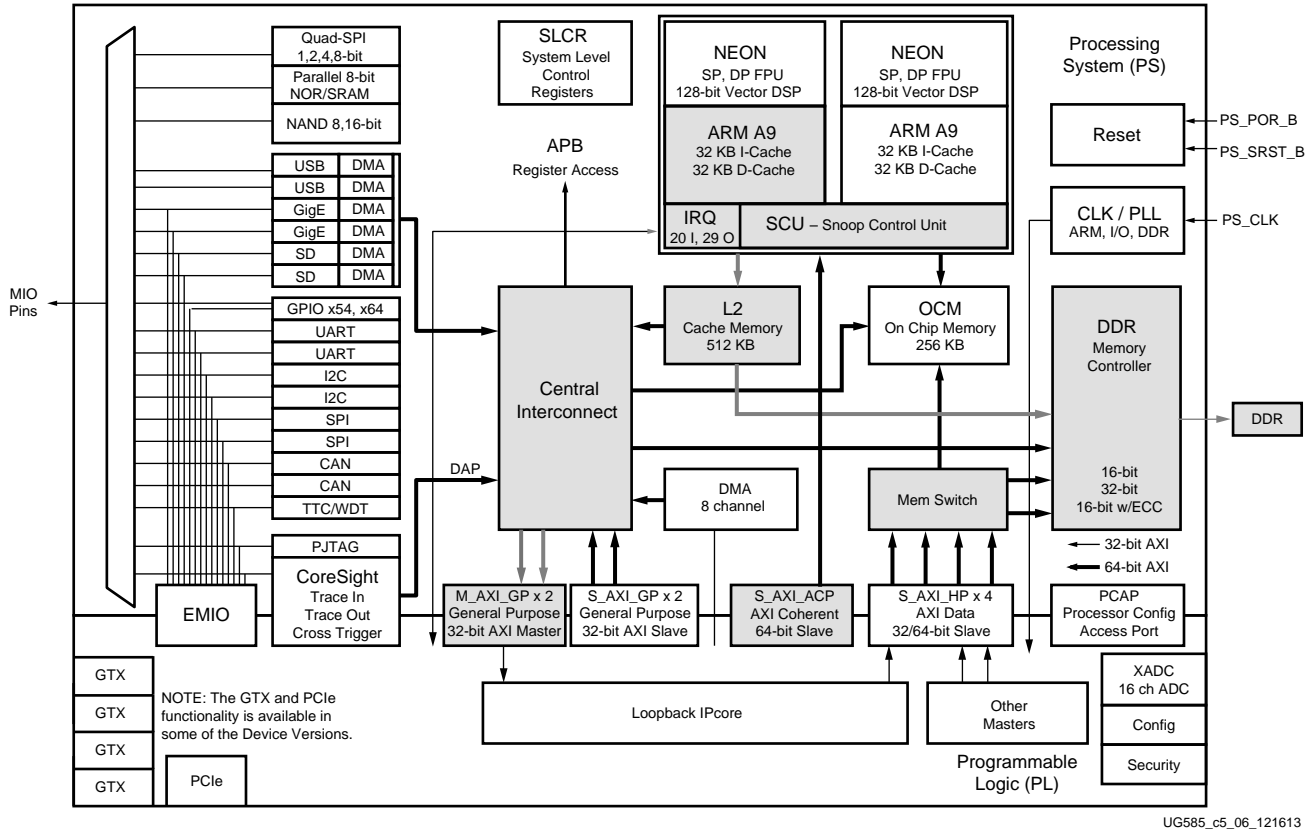 Quad-SPI
1,2,4,8-bit
Parallel 8-bit
NOR/SRAM
NAND 8,16-bit
USB DMA
USB DMA
GigE DMA
GigE DMA
SD DMA
SD DMA
GPIO x54, x64
UART
UART
I2C
I2C
SPI
SPI
CAN
CAN
TTC/WDT
PJTAG
CoreSight
Trace In
Trace Out
Cross Trigger
MIO
Pins
EMIO
SLCR
System Level
Control
Registers
APB
Register Access
DAP
Central
Interconnect
NEON
SP, DP FPU
128-bit Vector DSP
ARM A9
32 KB I-Cache
32 KB D-Cache
NEON
SP, DP FPU
128-bit Vector DSP
ARM A9
32 KB I-Cache
32 KB D-Cache
IRQ
20 I, 29 O
SCU – Snoop Control Unit
L2
Cache Memory
512 KB
OCM
On Chip Memory
256 KB
Processing
System (PS)
Reset
PS_POR_B
PS_SRST_B
CLK / PLL
ARM, I/O, DDR
PS_CLK
DDR
Memory
Controller
16-bit
32-bit
16-bit w/ECC
DDR
DMA
8 channel
Mem Switch
32-bit AXI
64-bit AXI
M_AXI_GP x 2
General Purpose
32-bit AXI Master
S_AXI_GP x 2
General Purpose
32-bit AXI Slave
S_AXI_ACP
AXI Coherent
64-bit Slave
S_AXI_HP x 4
AXI Data
32/64-bit Slave
PCAP
Processor Config
Access Port
GTX
GTX
GTX
GTX
NOTE: The GTX and PCIe
functionality is available in
some of the Device Versions.
PCIe
Loopback IPcore
Other
Masters
Programmable
Logic (PL)
XADC
16 ch ADC
Config
Security
UG585_c5_06_121613